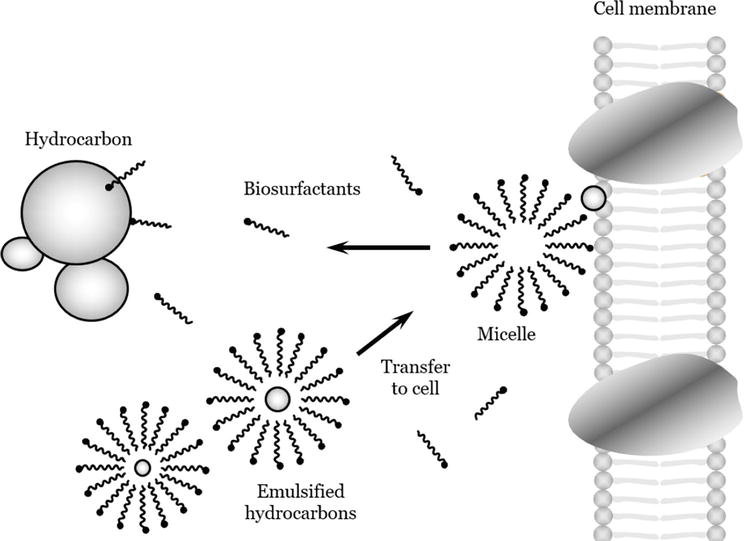 Cell membrane
Hydrocarbon
Biosurfactants
Micelle
Transfer
to cell
Emulsified
hydrocarbons